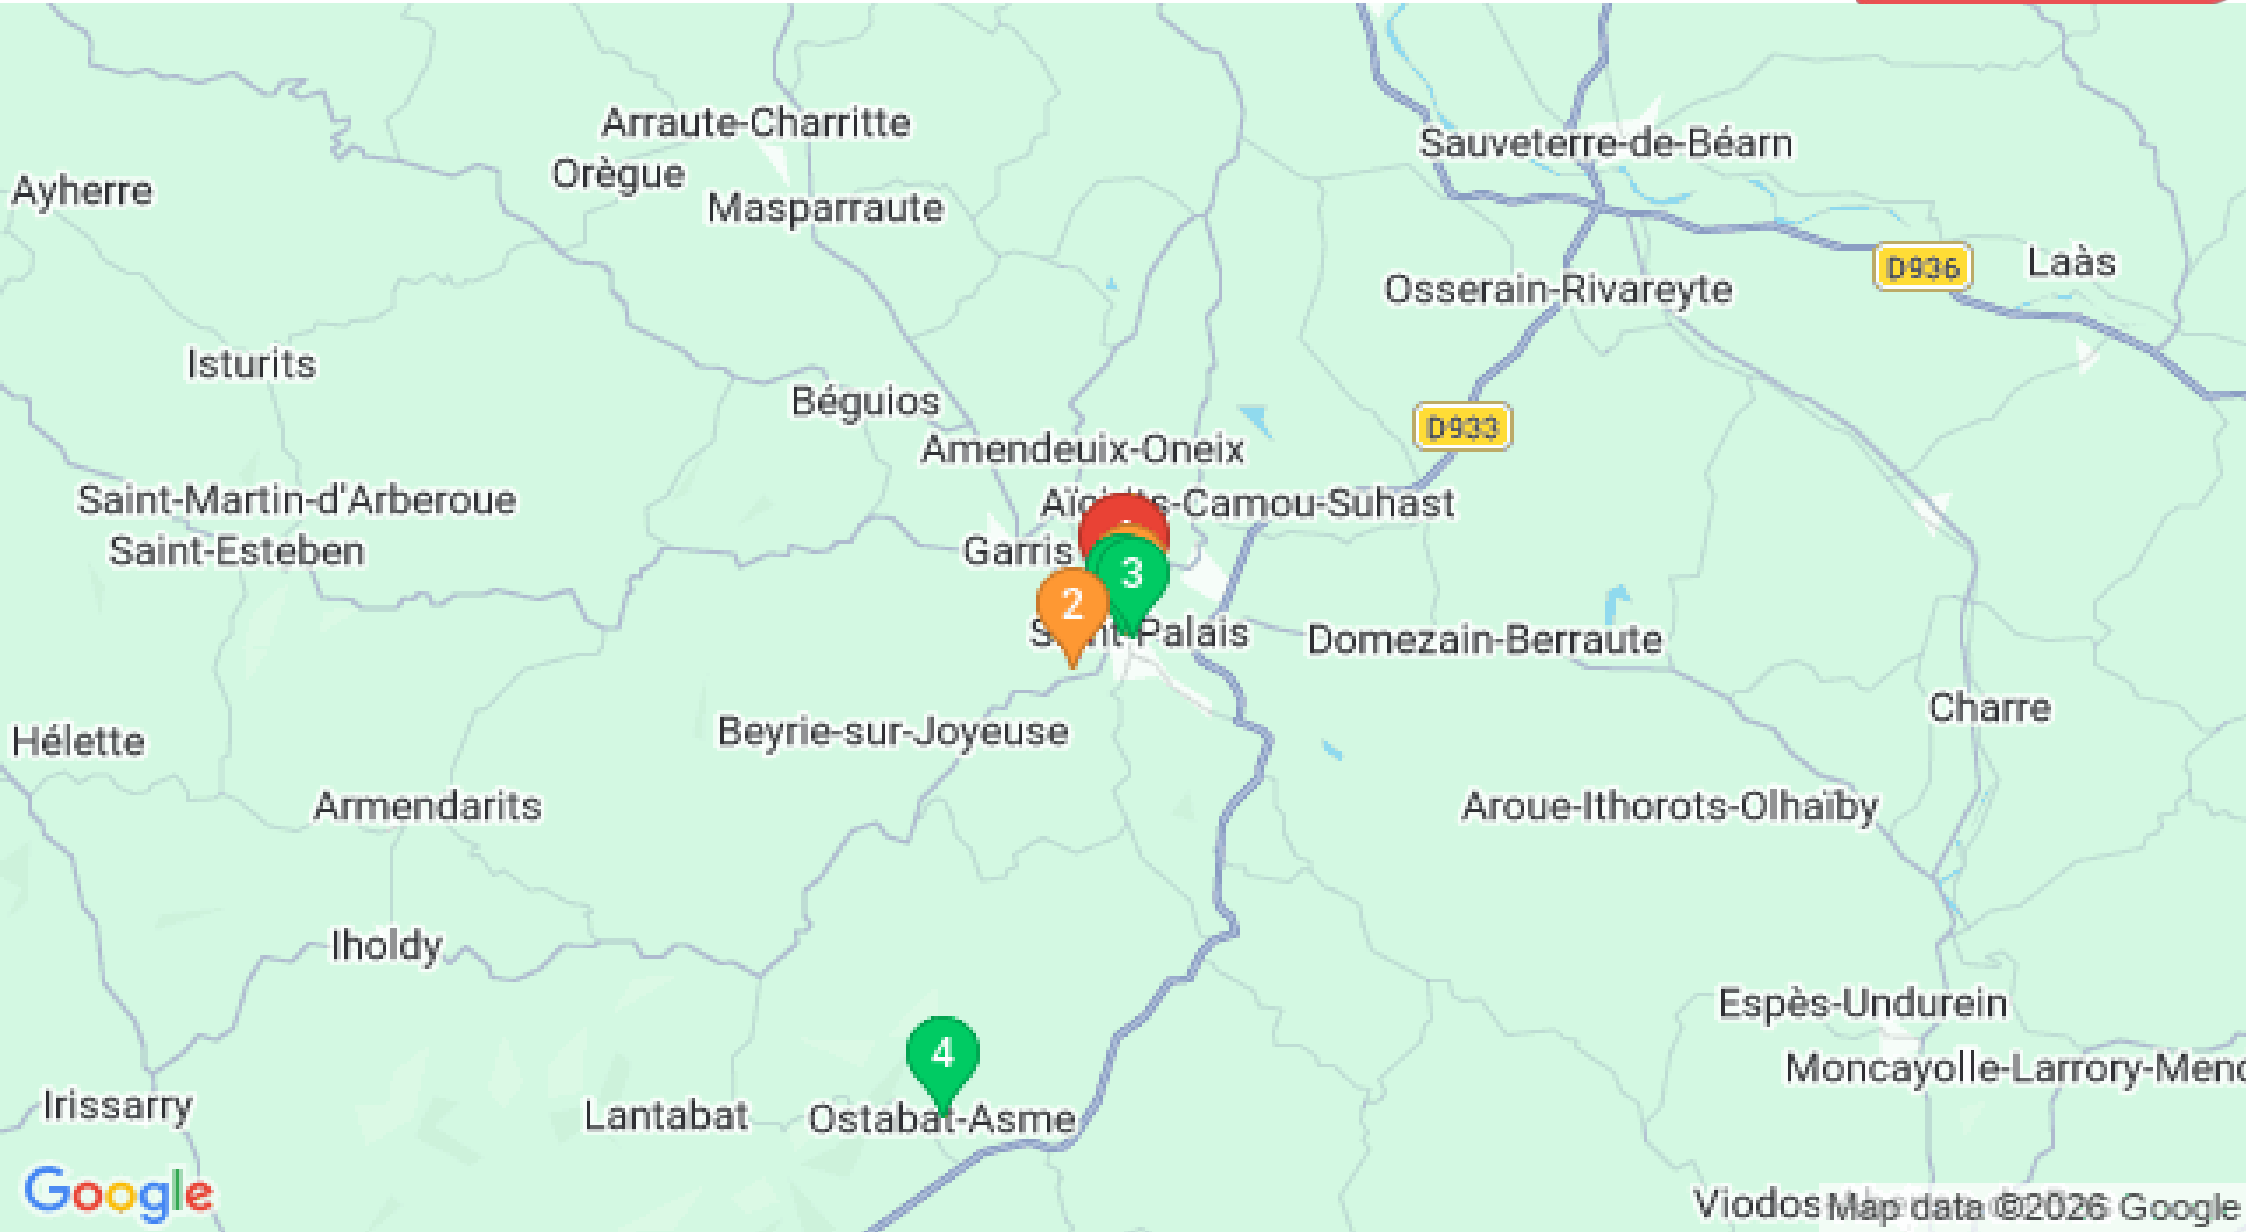 Arraute-Charritte
Sauveterre-de-Béarn
Orègue
Ayherre
Masparraute
D936
Laàs
Osserain-Rivareyte
Isturits
Béguios
D933
Amendeuix-Oneix
Saint-Martin-d'Arberoue
-Camou-Suhast
Garris
Saint-Esteben
3
2
Palais
Domezain-Berraute
Charre
Beyrie-sur-Joyeuse
Hélette
Armendarits
Aroue-Ithorots-Olhaïby
Iholdy
Espès-Undurein
4
Moncayolle-Larrory-Mend
Irissarry
Lantabat
Ostabat-Asme
Google
Viodos
Map data ©2026 Google